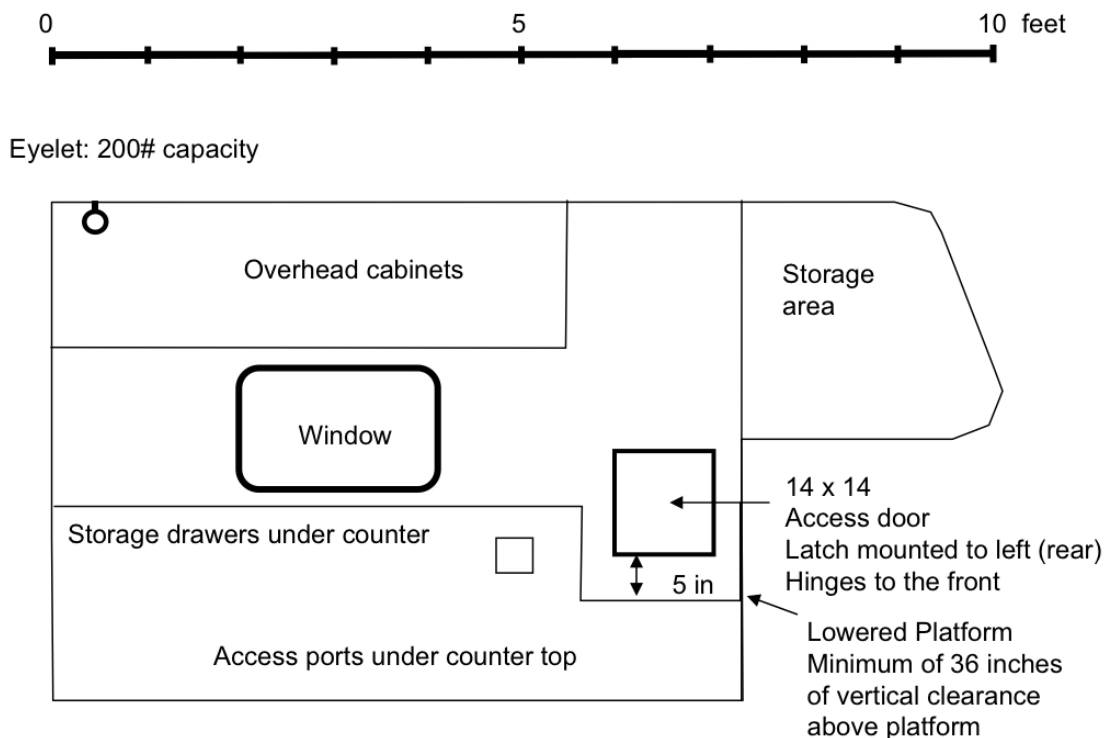 0 5 10 feet
Eyelet: 200# capacity
Overhead cabinets
Storage
area
Window
14 x 14
Access door
Latch mounted to left (rear)
Hinges to the front
Storage drawers under counter
5 in
Lowered Platform
Minimum of 36 inches
of vertical clearance
above platform
Access ports under counter top